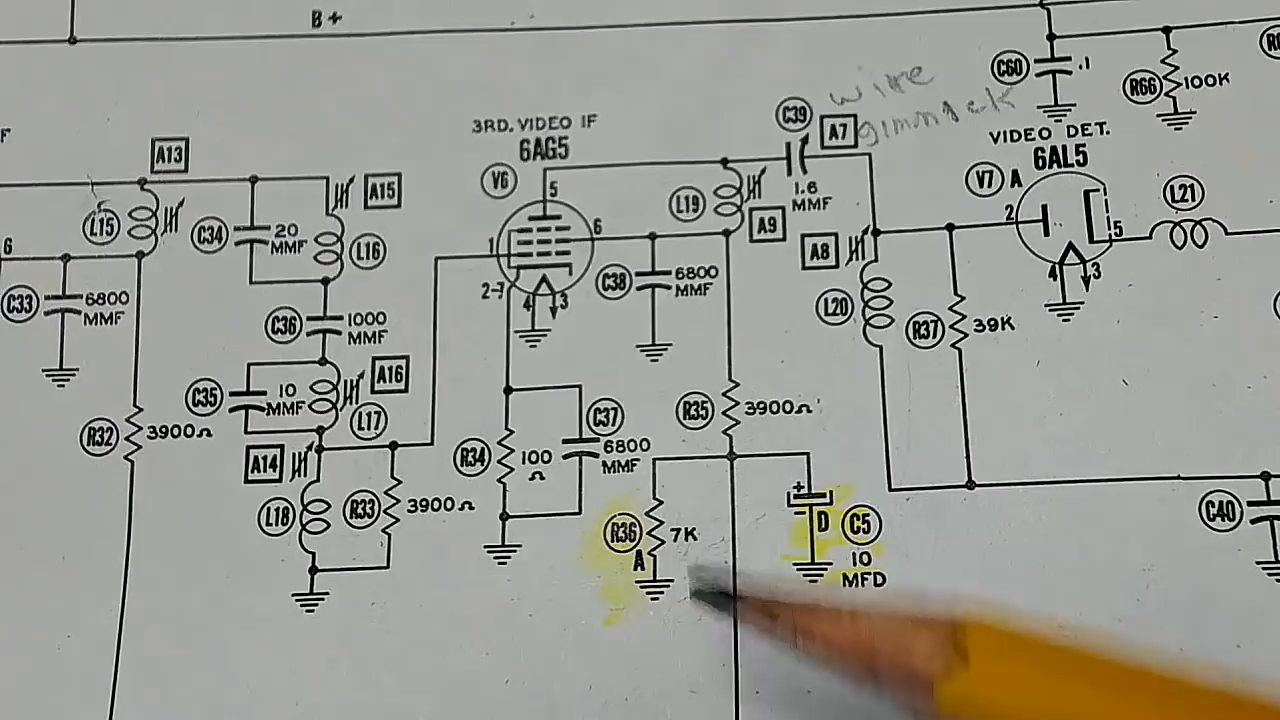 B+
F
A13
3RD. VIDEO IF
6AG5
V6
C39
A7
wire
gimmick
C60
.1
R66
100K
VIDEO DET.
6AL5
V7 A
A15
L15
C34
20
MMF
L16
5
1
6
L19
A9
1.6
MMF
A8
2
5
L21
6
C33
6800
MMF
C36
1000
MMF
2-7
4
3
C38
6800
MMF
L20
R37
39K
4
3
C35
10
MMF
A16
L17
R32
3900Ω
A14
R34
100
Ω
C37
6800
MMF
R35
3900Ω
L18
R33
3900Ω
R36
A
7K
+
-
D
C5
10
MFD
C40